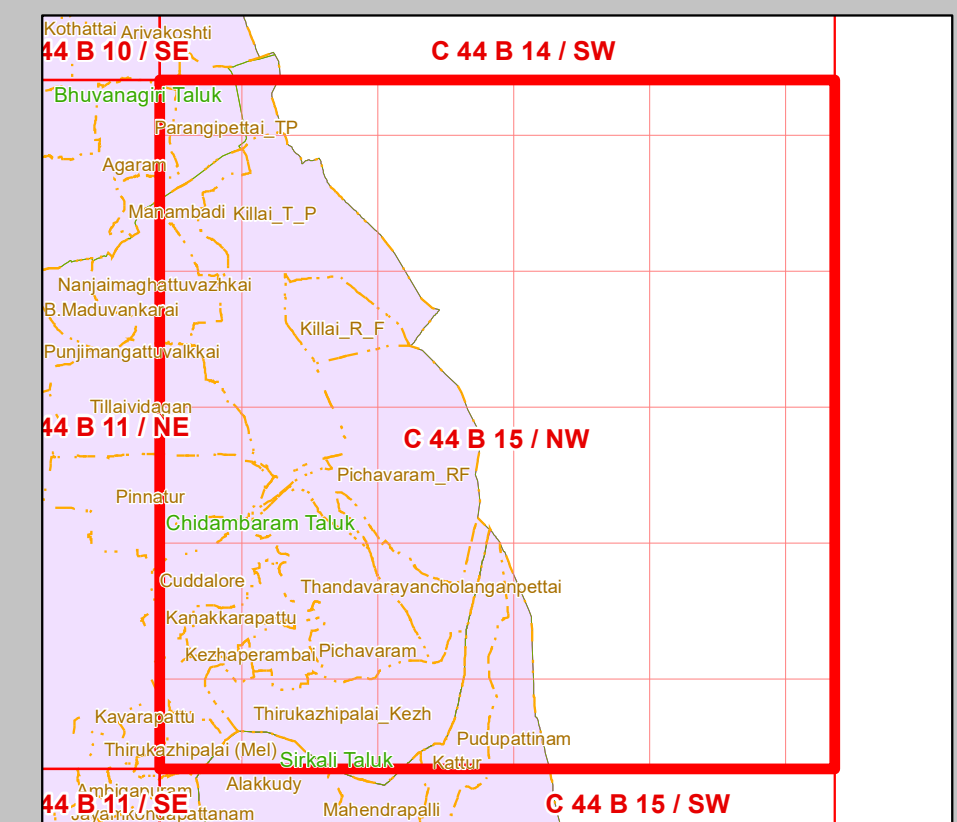 Kothattai Arivakoshti
44 B 10 / SE
C 44 B 14 / SW
Bhuvanagiri Taluk
Parangipettai_TP
Agaram
Manambadi
Killai_T_P
Nanjaimaghattuvazhkai
B.Maduvankarai
Killai_R_F
Punjimangattuvalkkai
Tillaividagan
44 B 11 / NE
C 44 B 15 / NW
Pichavaram_RF
Pinnatur
Chidambaram Taluk
Cuddalore
Thandavarayancholanganpettai
Kanakkarapattu
Kezhaperambai
Pichavaram
Kavarapattu
Thirukazhipalai_Kezh
Thirukazhipalai (Mel)
Pudupattinam
Sirkali Taluk
Kattur
Ambigapuram
Alakkudy
44 B 11 / SE
C 44 B 15 / SW
Jayamkondapattanam
Mahendrapalli